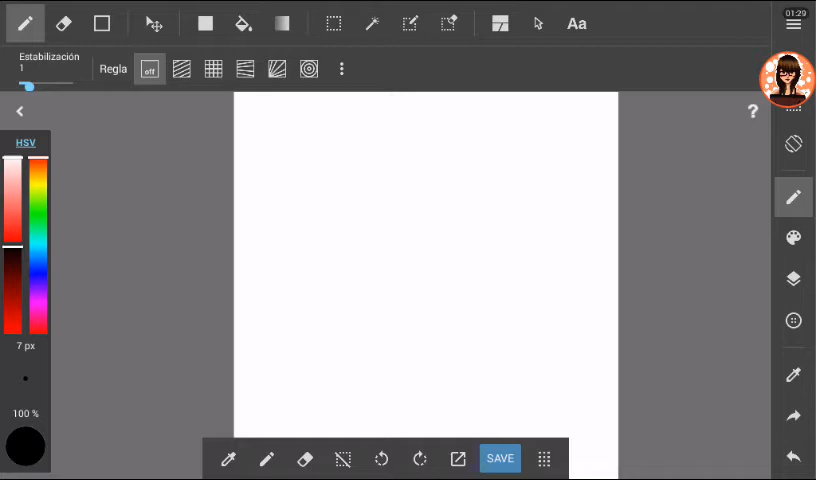 01:29
Aa
Estabilización
1
Regla
off
?
HSV
7 px
100 %
SAVE